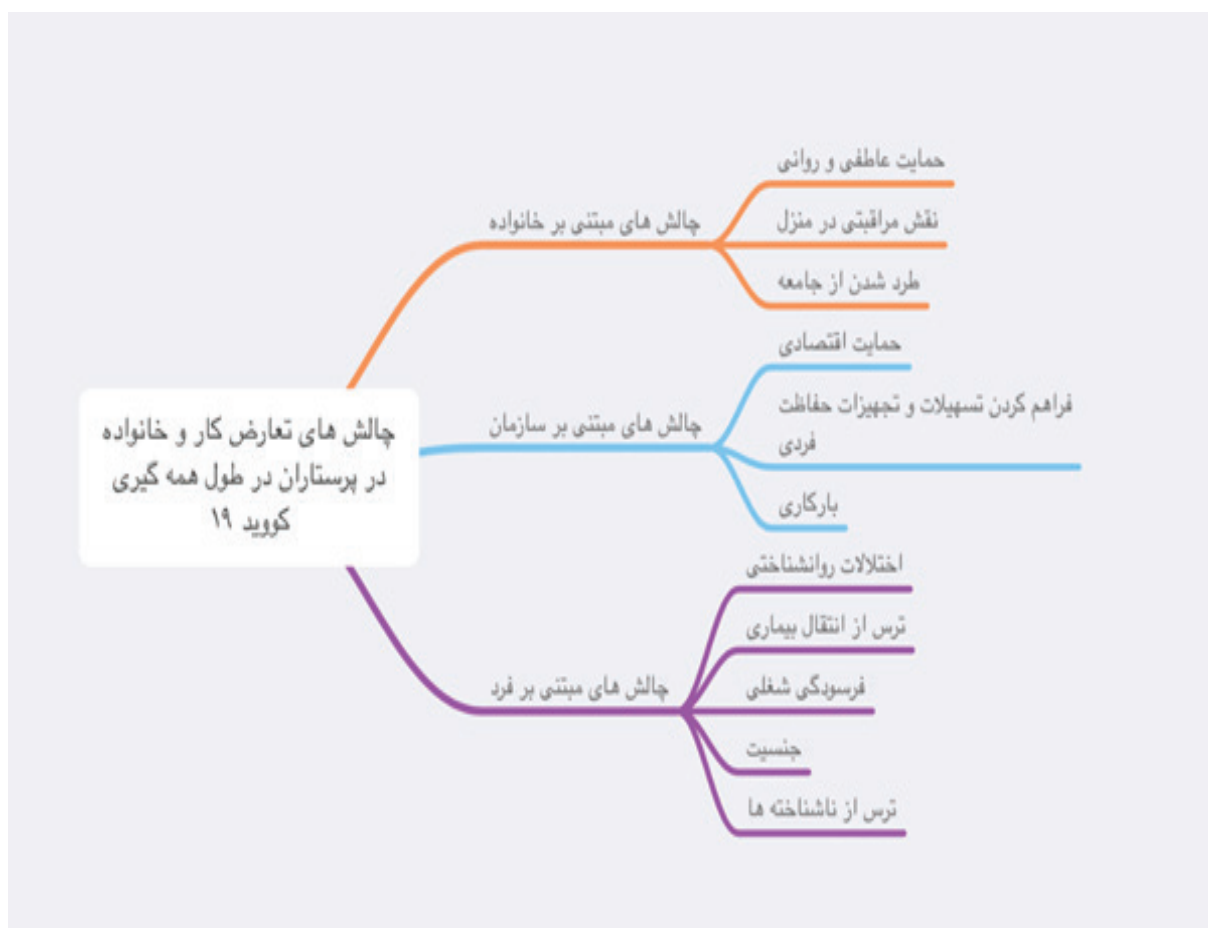 چالش های تعارض کار و خانواده
در پرستاران در طول همه گیری
کووید ۱۹
چالش های مبتنی بر خانواده
حمایت عاطفی و روانی
نقش مراقبتی در منزل
طرد شدن از جامعه
چالش های مبتنی بر سازمان
حمایت اقتصادی
فراهم کردن تسهیلات و تجهیزات حفاظت
فردی
بارکاری
چالش های مبتنی بر فرد
اختلالات روانشناختی
ترس از انتقال بیماری
فرسودگی شغلی
جنسیت
ترس از ناشناخته ها